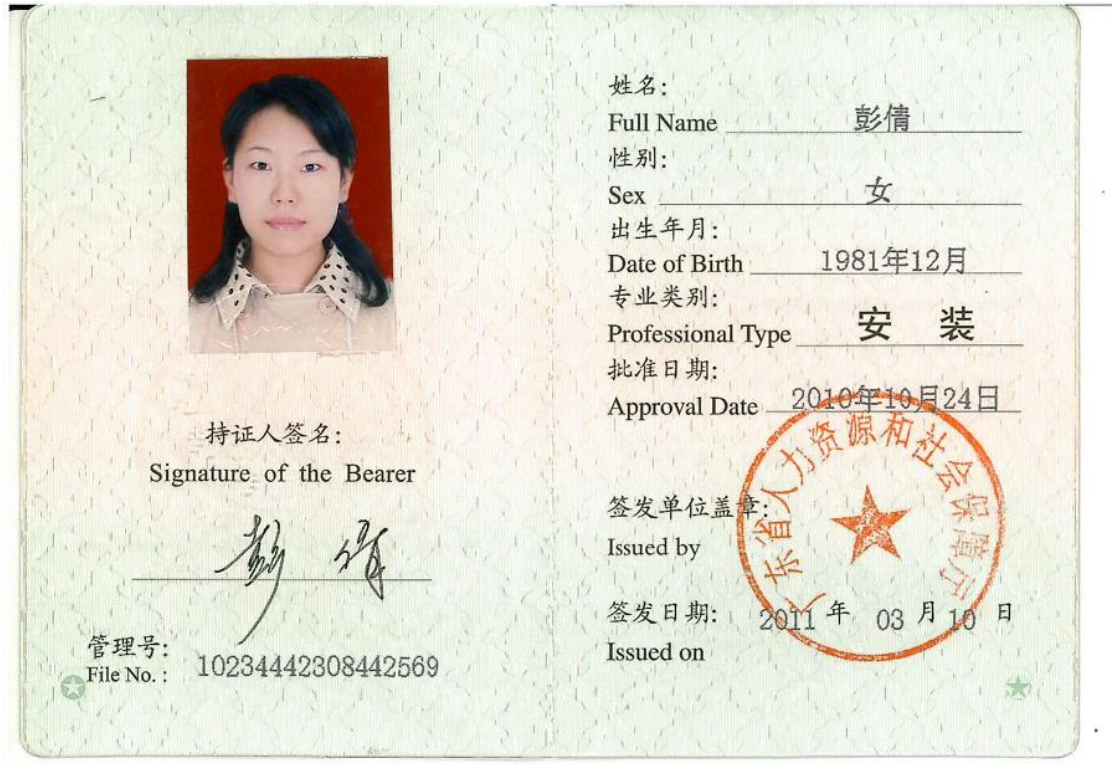 持证人签名:
Signature of the Bearer
彭倩
管理号:
File No. : 10234442308442569
姓名:
Full Name 彭倩
性别:
Sex 女
出生年月:
Date of Birth 1981年12月
专业类别:
Professional Type 安 装
批准日期:
Approval Date 2010年10月24日
广东省人力资源和社会保障厅
签发单位盖章:
Issued by
签发日期: 2011 年 03 月 10 日
Issued on